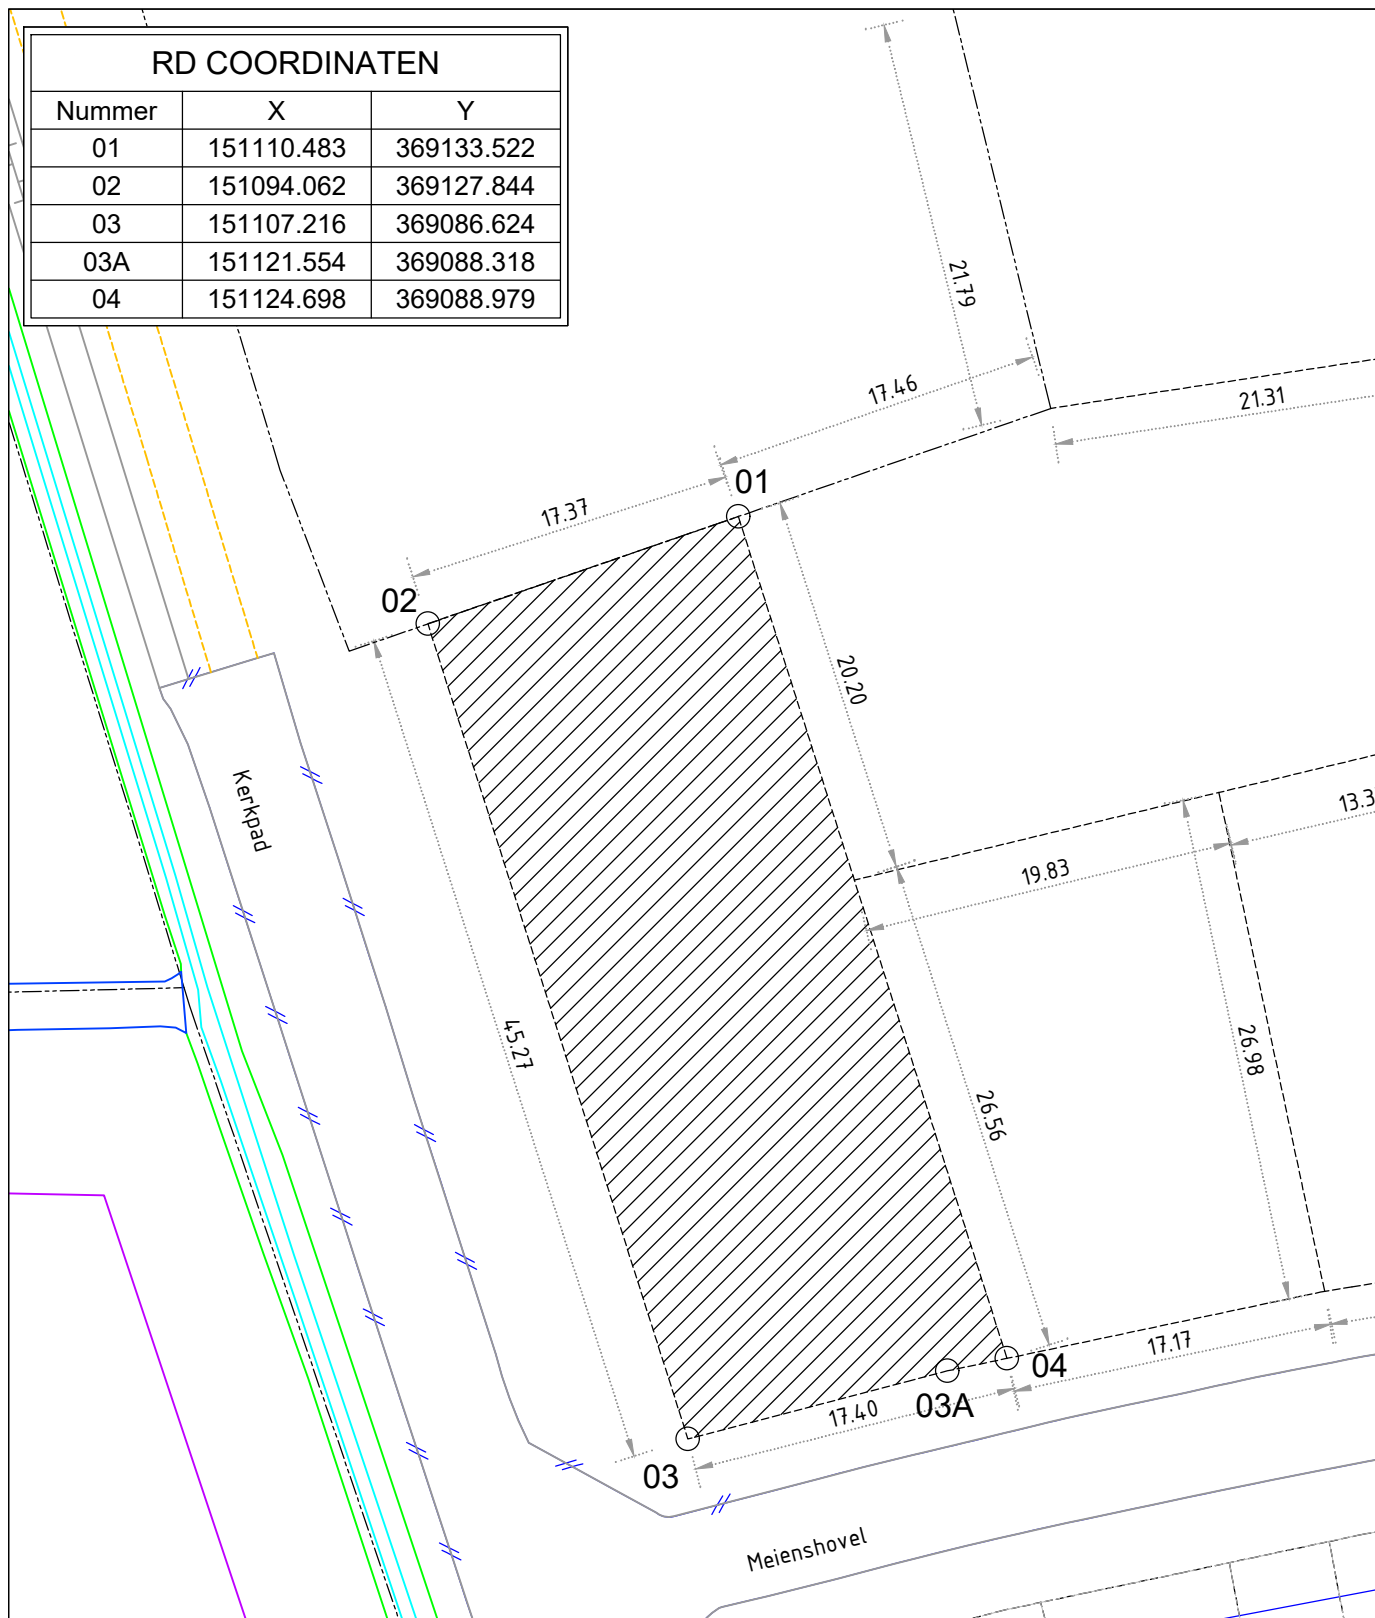 RD COORDINATEN
Nummer X Y
01 151110.483 369133.522
02 151094.062 369127.844
03 151107.216 369086.624
03A 151121.554 369088.318
04 151124.698 369088.979
21.79
17.46
21.31
01
17.37
02
20.20
Kerkpad
13.3
19.83
45.27
26.98
26.56
04
17.17
03A
17.40
03
Meienshovel